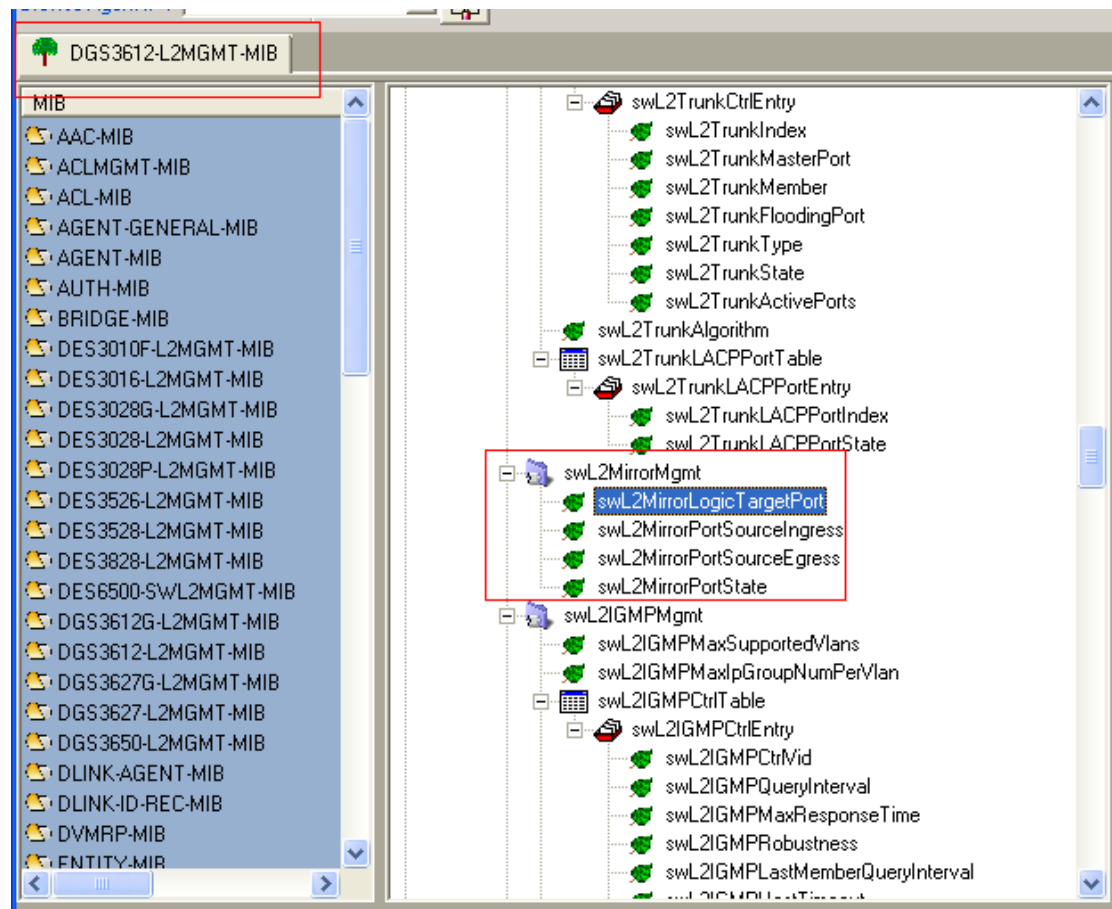 DGS3612-L2MGMT-MIB
MIB
AAC-MIB
ACLMGMT-MIB
ACL-MIB
AGENT-GENERAL-MIB
AGENT-MIB
AUTH-MIB
BRIDGE-MIB
DES3010F-L2MGMT-MIB
DES3016-L2MGMT-MIB
DES3028G-L2MGMT-MIB
DES3028-L2MGMT-MIB
DES3028P-L2MGMT-MIB
DES3526-L2MGMT-MIB
DES3528-L2MGMT-MIB
DES3828-L2MGMT-MIB
DES6500-SWL2MGMT-MIB
DGS3612G-L2MGMT-MIB
DGS3612-L2MGMT-MIB
DGS3627G-L2MGMT-MIB
DGS3627-L2MGMT-MIB
DGS3650-L2MGMT-MIB
DLINK-AGENT-MIB
DLINK-ID-REC-MIB
DVMRP-MIB
ENTITY-MIB
swL2TrunkCtrlEntry
swL2TrunkIndex
swL2TrunkMasterPort
swL2TrunkMember
swL2TrunkFloodingPort
swL2TrunkType
swL2TrunkState
swL2TrunkActivePorts
swL2TrunkAlgorithm
swL2TrunkLACPPortTable
swL2TrunkLACPPortEntry
swL2TrunkLACPPortIndex
swL2TrunkLACPPortState
swL2MirrorMgmt
swL2MirrorLogicTargetPort
swL2MirrorPortSourceIngress
swL2MirrorPortSourceEgress
swL2MirrorPortState
swL2IGMPMgmt
swL2IGMPMaxSupportedVlans
swL2IGMPMaxIpGroupNumPerVlan
swL2IGMPCtrlTable
swL2IGMPCtrlEntry
swL2IGMPCtrlVid
swL2IGMPQueryInterval
swL2IGMPMaxResponseTime
swL2IGMPRobustness
swL2IGMPLastMemberQueryInterval